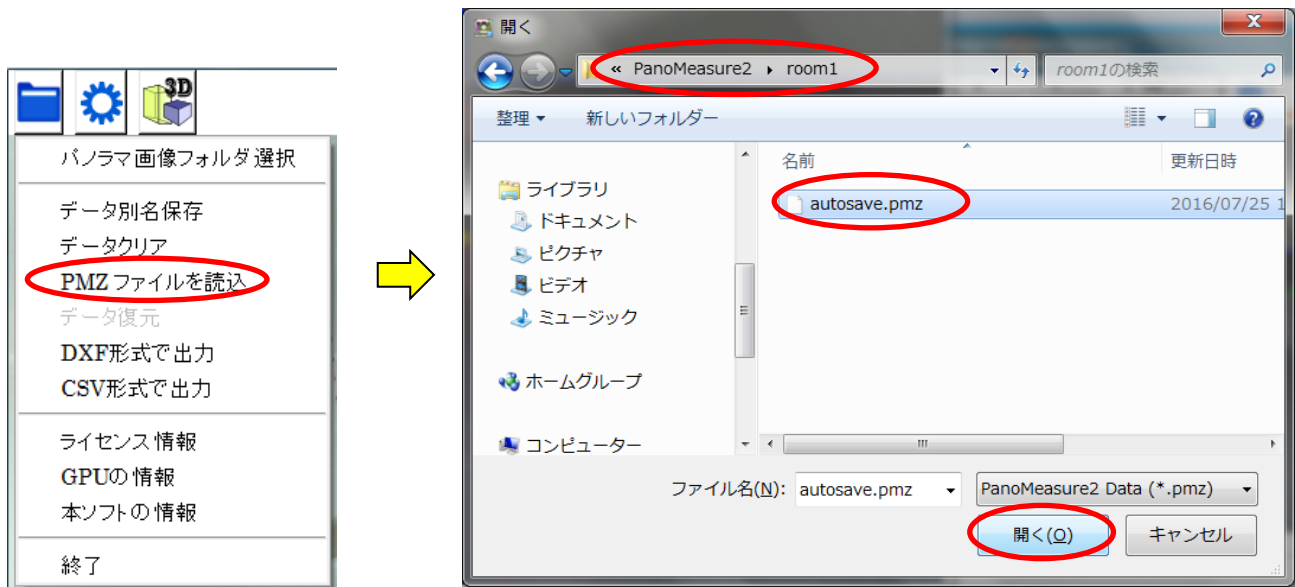 3D
パノラマ画像フォルダ選択
データ別名保存
データクリア
PMZ ファイルを読込
データ復元
DXF形式で出力
CSV形式で出力
ライセンス情報
GPUの情報
本ソフトの情報
終了
開く
« PanoMeasure2 room1
room1の検索
整理 新しいフォルダー
名前 更新日時
ライブラリ
ドキュメント
ピクチャ
ビデオ
ミュージック
ホームグループ
コンピューター
autosave.pmz 2016/07/25 1
ファイル名(N): autosave.pmz PanoMeasure2 Data (*.pmz)
開く(O) キャンセル